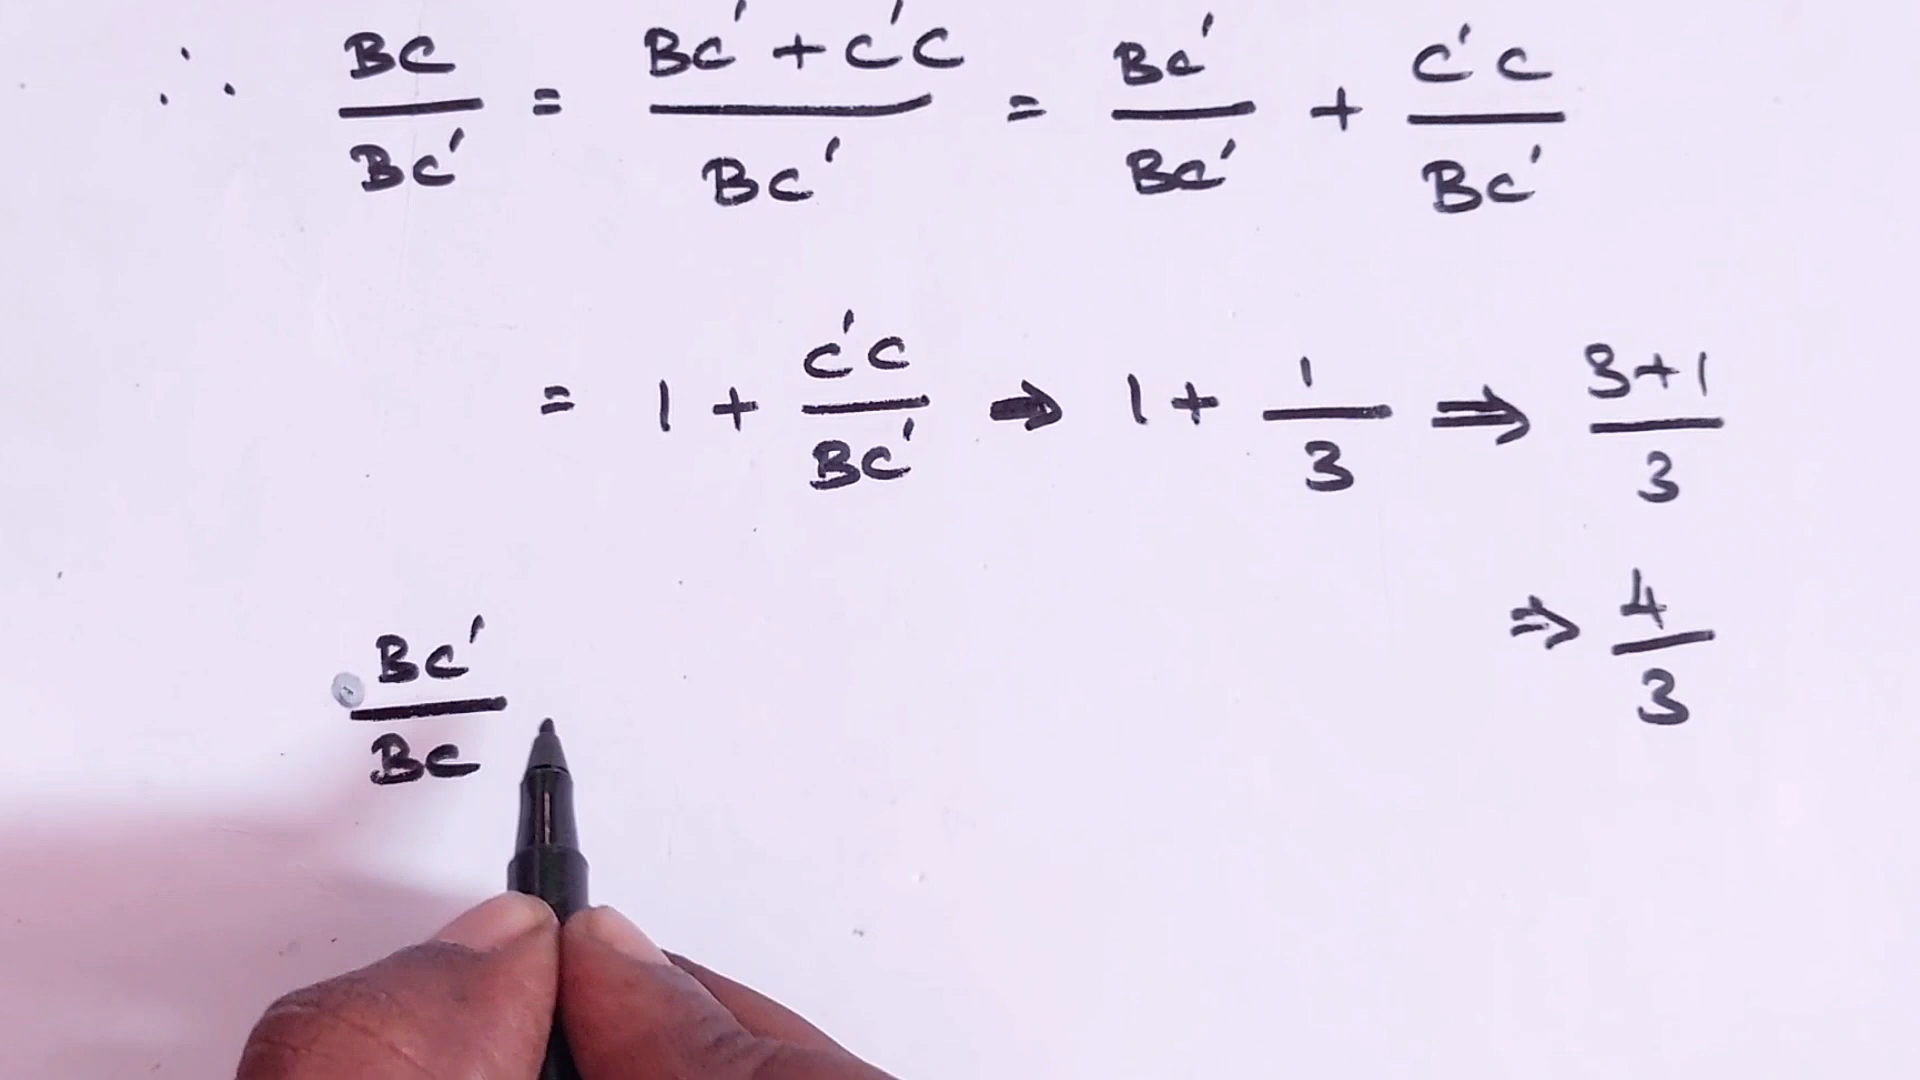 ∴ BC/BC' = (BC' + C'C)/BC' = BC'/BC' + C'C/BC'
= 1 + C'C/BC' → 1 + 1/3 ⇒ (3+1)/3
⇒ 4/3
BC'/BC